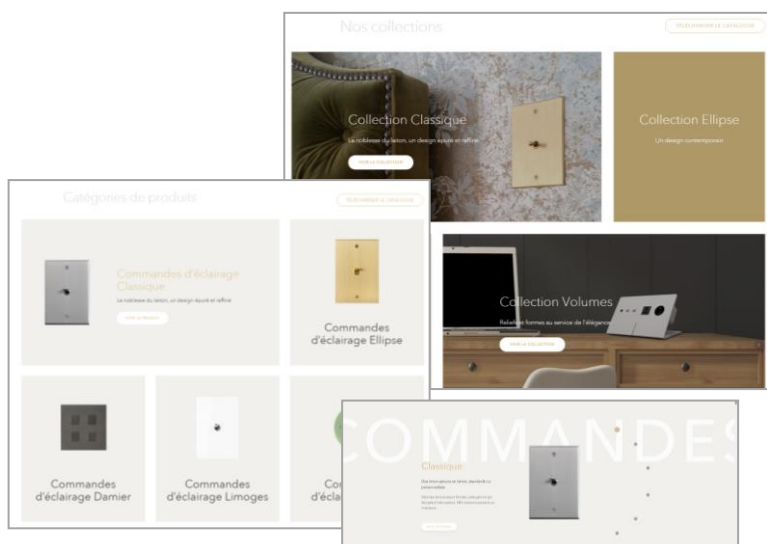 Nos collections
TÉLÉCHARGER LE CATALOGUE
Collection Classique
La noblesse du laiton, un design épuré et raffiné
VOIR LA COLLECTION
Collection Ellipse
Un design contemporain
Catégories de produits
TÉLÉCHARGER LE CATALOGUE
Commandes d'éclairage
Classique
La noblesse du laiton, un design épuré et raffiné
VOIR LE PRODUIT
Commandes
d'éclairage Ellipse
Collection Volumes
Reliefs et formes au service de l'élégance
VOIR LA COLLECTION
Commandes
d'éclairage Damier
Commandes
d'éclairage Limoges
COMMANDES
Classique